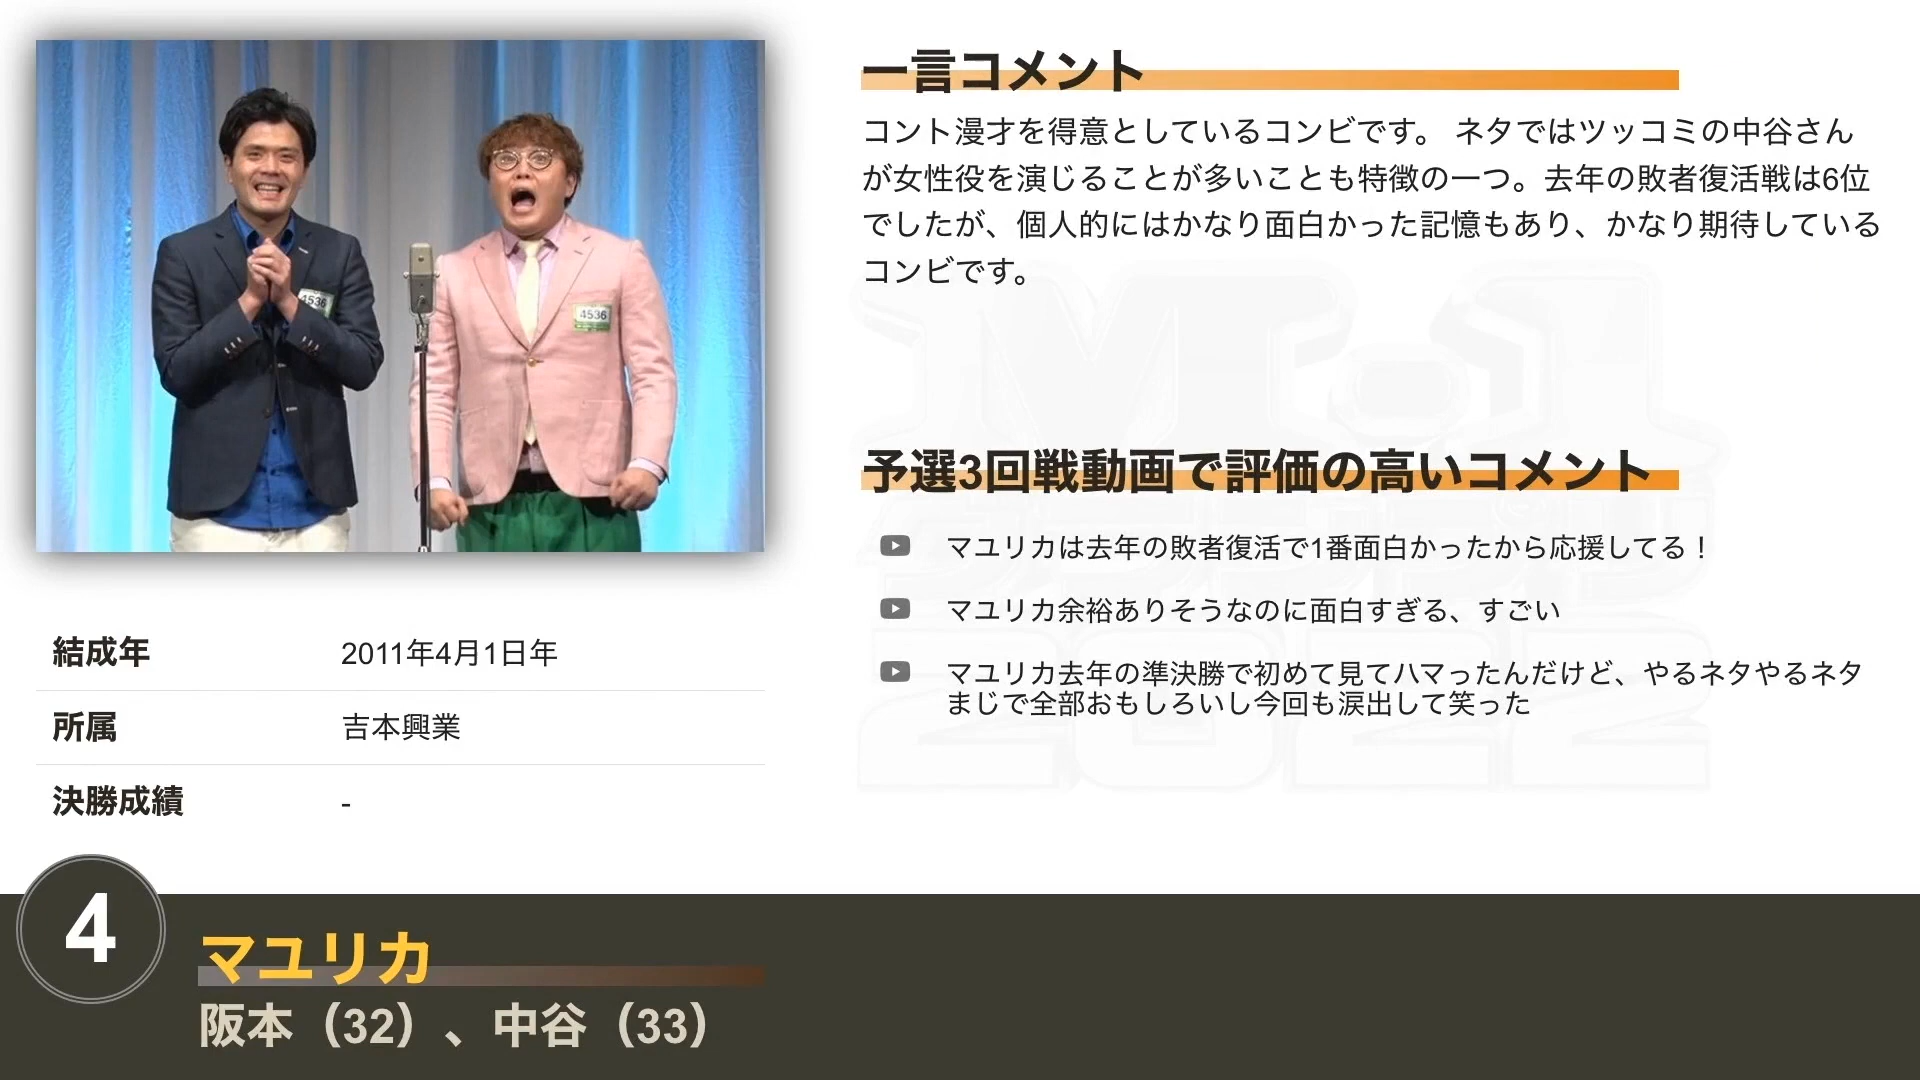 4536
4536
結成年 2011年4月1日年
所属 吉本興業
決勝成績 -
一言コメント
コント漫才を得意としているコンビです。 ネタではツッコミの中谷さん
が女性役を演じることが多いことも特徴の一つ。去年の敗者復活戦は6位
でしたが、個人的にはかなり面白かった記憶もあり、かなり期待している
コンビです。
予選3回戦動画で評価の高いコメント
マユリカは去年の敗者復活で1番面白かったから応援してる！
マユリカ余裕ありそうなのに面白すぎる、すごい
マユリカ去年の準決勝で初めて見てハマったんだけど、やるネタやるネタ
まじで全部おもしろいし今回も涙出して笑った
M-1
2022
4
マユリカ
阪本（32）、中谷（33）